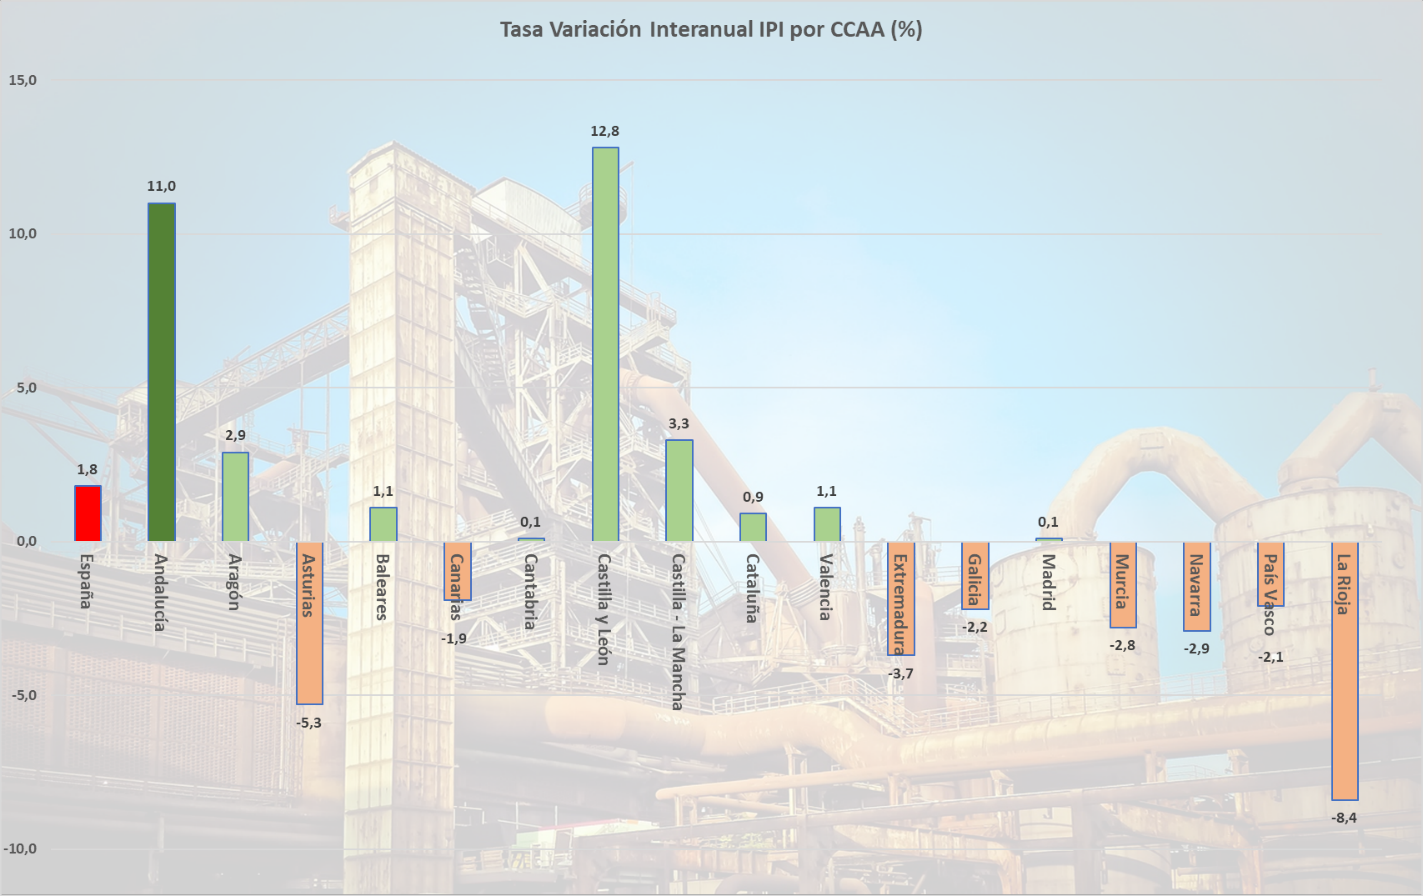 Tasa Variación Interanual IPI por CCAA (%)
15,0
10,0
5,0
0,0
-5,0
-10,0
1,8
11,0
2,9
-5,3
1,1
-1,9
0,1
12,8
3,3
0,9
1,1
-3,7
-2,2
0,1
-2,8
-2,9
-2,1
-8,4
España
Andalucía
Aragón
Asturias
Baleares
Canarias
Cantabria
Castilla y León
Castilla - La Mancha
Cataluña
Valencia
Extremadura
Galicia
Madrid
Murcia
Navarra
País Vasco
La Rioja